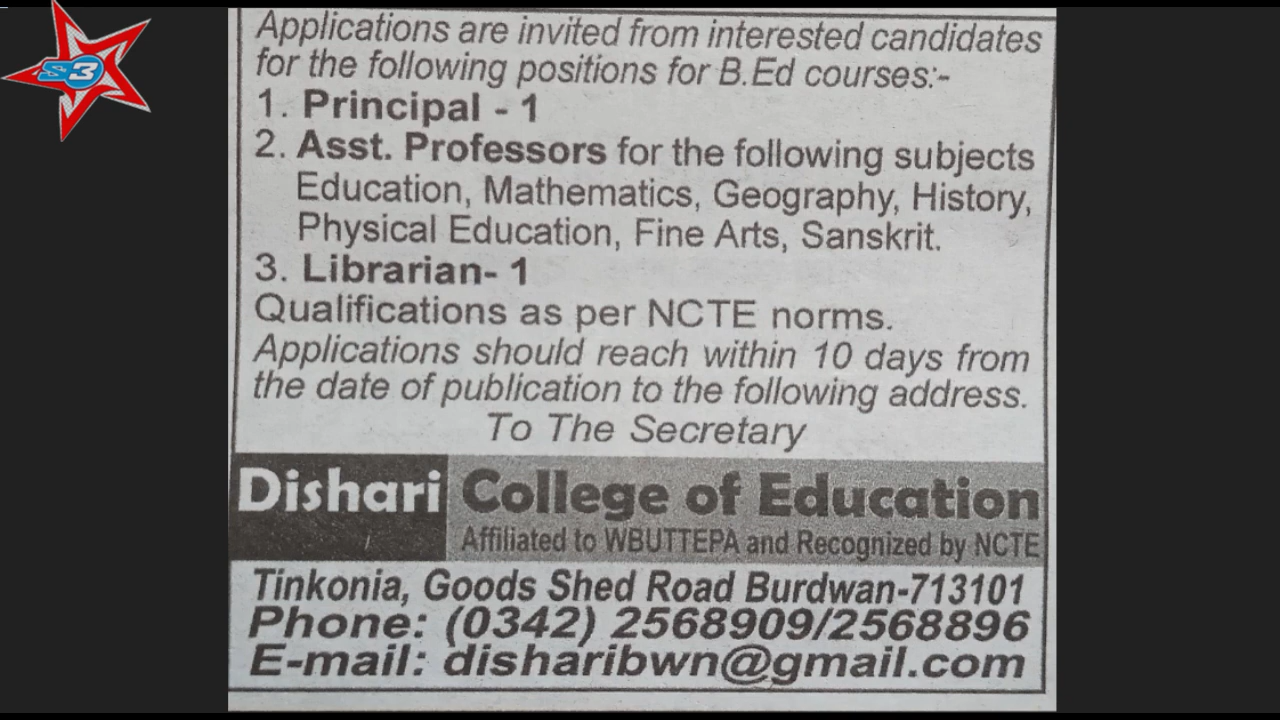 S3
Applications are invited from interested candidates
for the following positions for B.Ed courses:-
1. Principal - 1
2. Asst. Professors for the following subjects
Education, Mathematics, Geography, History,
Physical Education, Fine Arts, Sanskrit.
3. Librarian- 1
Qualifications as per NCTE norms.
Applications should reach within 10 days from
the date of publication to the following address.
To The Secretary
Dishari College of Education
Affiliated to WBUTTEPA and Recognized by NCTE
Tinkonia, Goods Shed Road Burdwan-713101
Phone: (0342) 2568909/2568896
E-mail: disharibwn@gmail.com